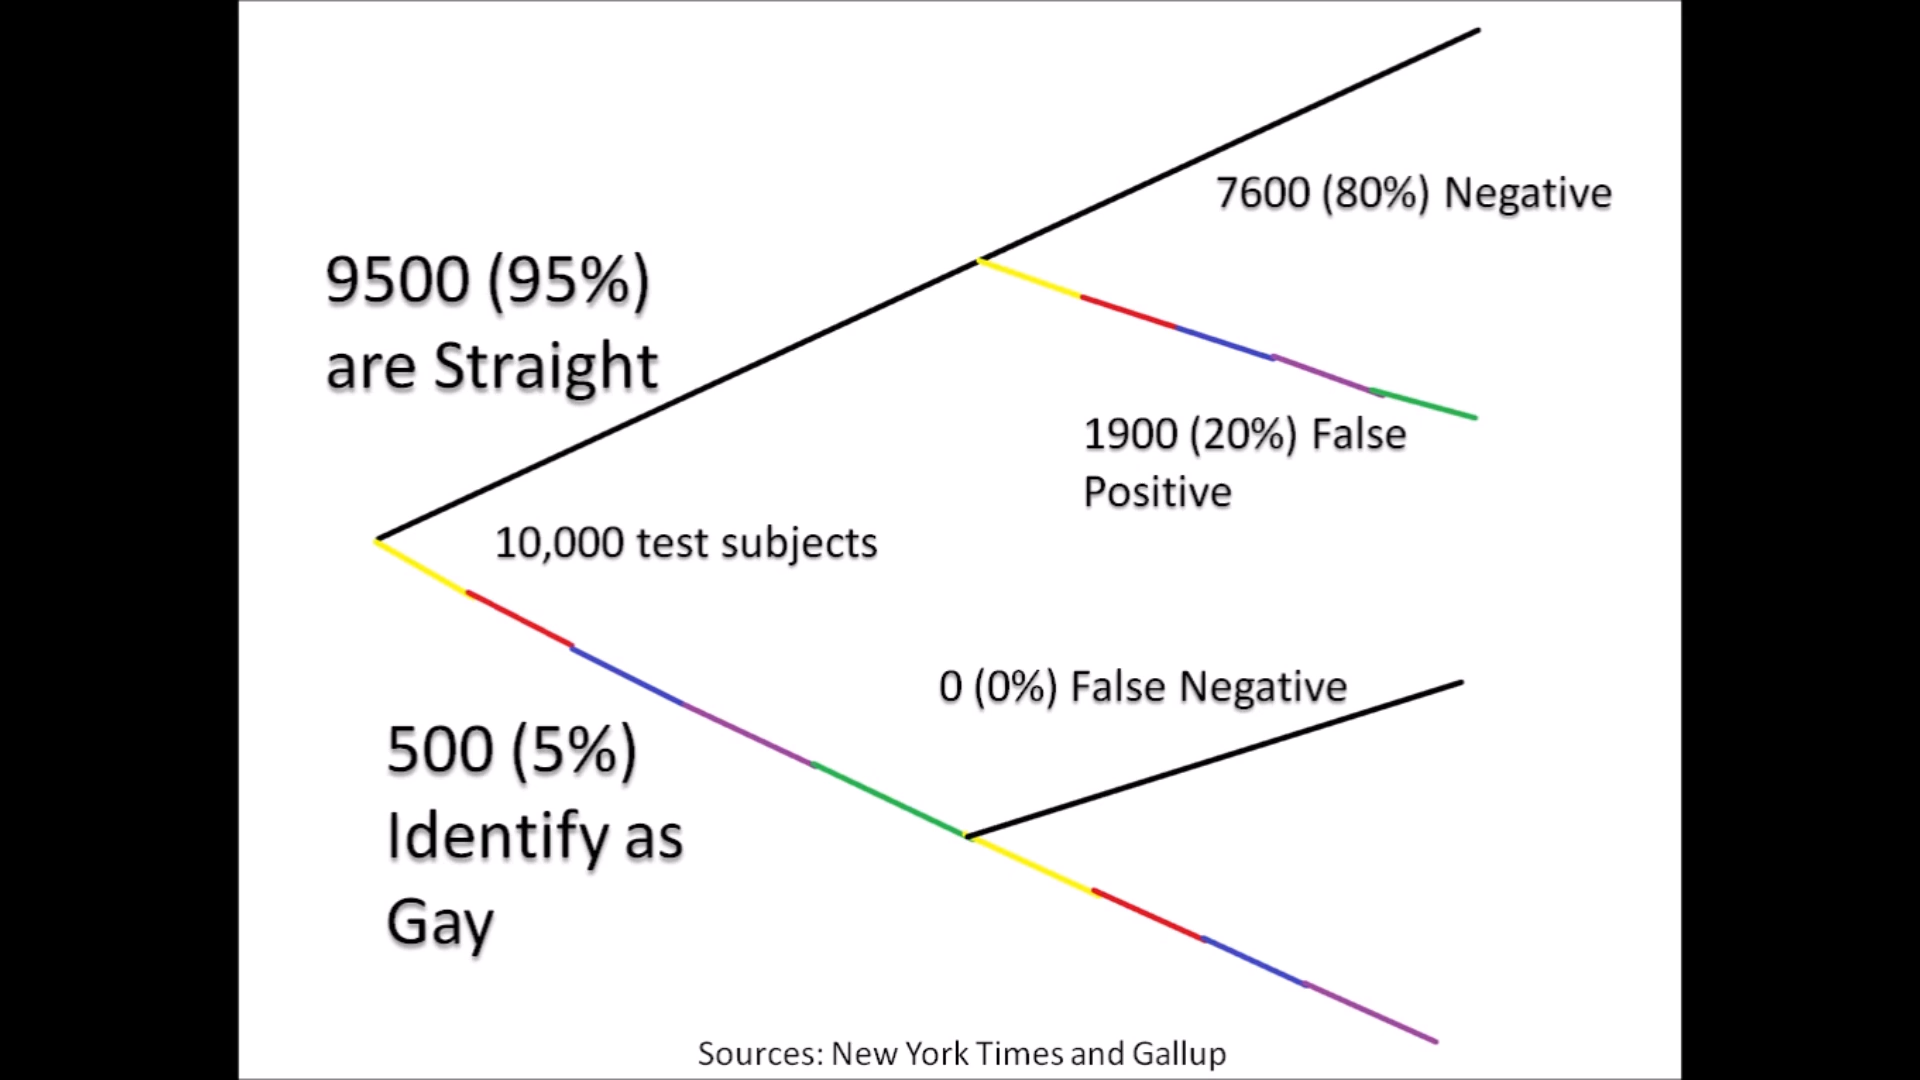 7600 (80%) Negative
9500 (95%)
are Straight
1900 (20%) False
Positive
10,000 test subjects
0 (0%) False Negative
500 (5%)
Identify as
Gay
Sources: New York Times and Gallup